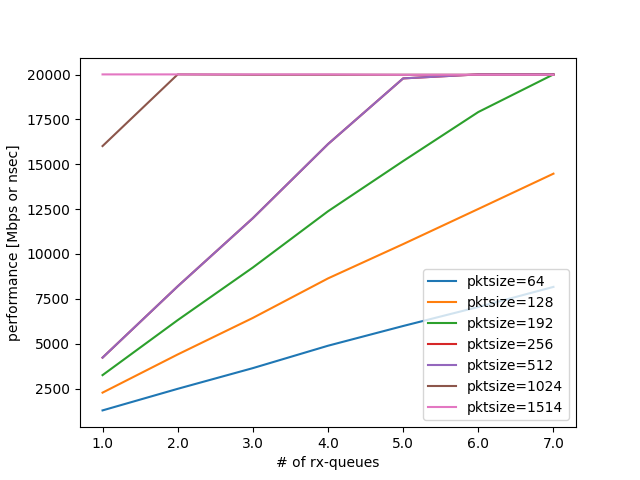 performance [Mbps or nsec]
20000
17500
15000
12500
10000
7500
5000
2500
1.0 2.0 3.0 4.0 5.0 6.0 7.0
# of rx-queues
pktsize=64
pktsize=128
pktsize=192
pktsize=256
pktsize=512
pktsize=1024
pktsize=1514